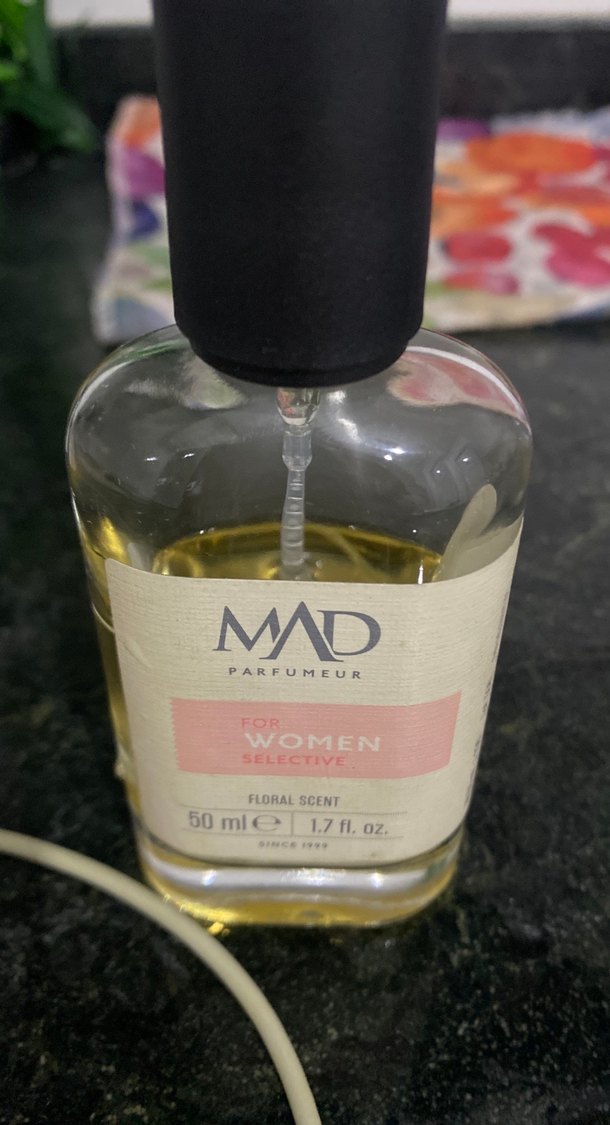 MAD
PARFUMEUR
FOR
WOMEN
SELECTIVE
FLORAL SCENT
50 ml ℮ 1.7 fl. oz.
SINCE 1999